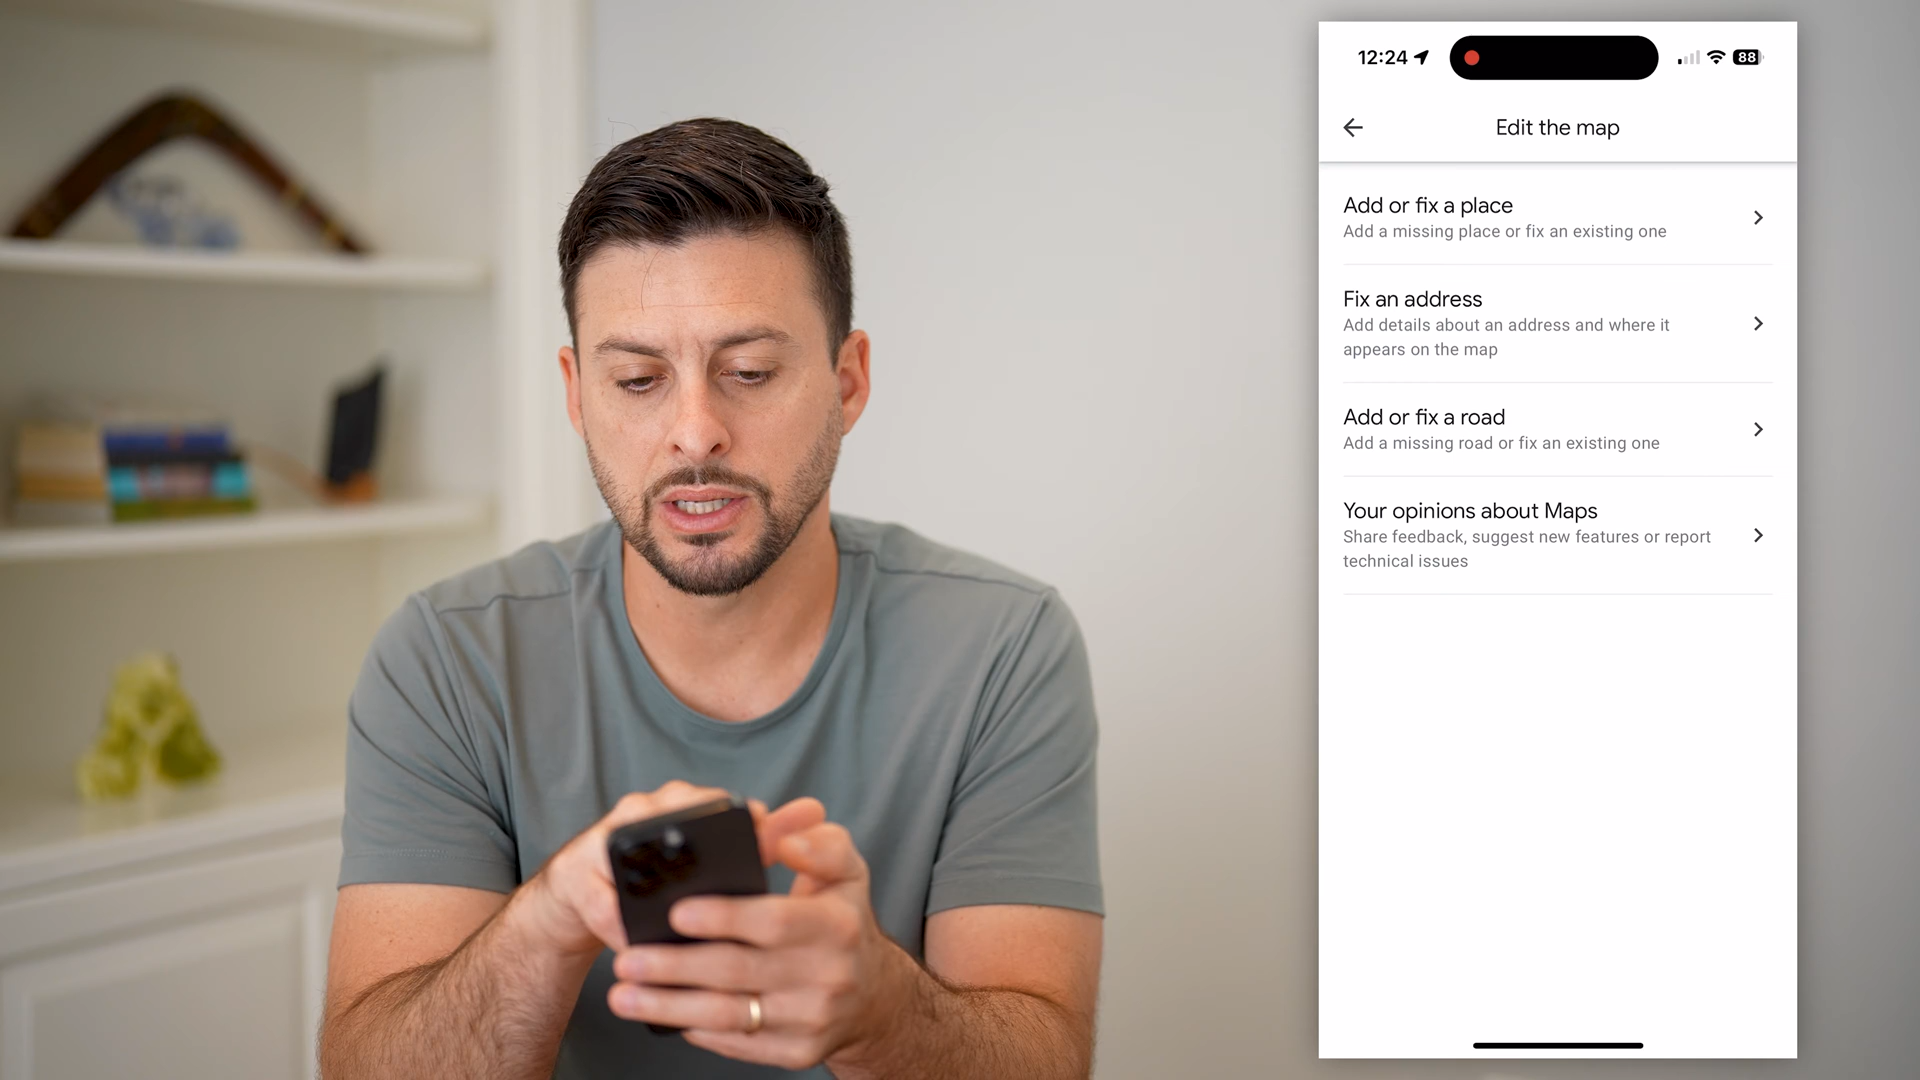 12:24
88
Edit the map
Add or fix a place
Add a missing place or fix an existing one
Fix an address
Add details about an address and where it
appears on the map
Add or fix a road
Add a missing road or fix an existing one
Your opinions about Maps
Share feedback, suggest new features or report
technical issues